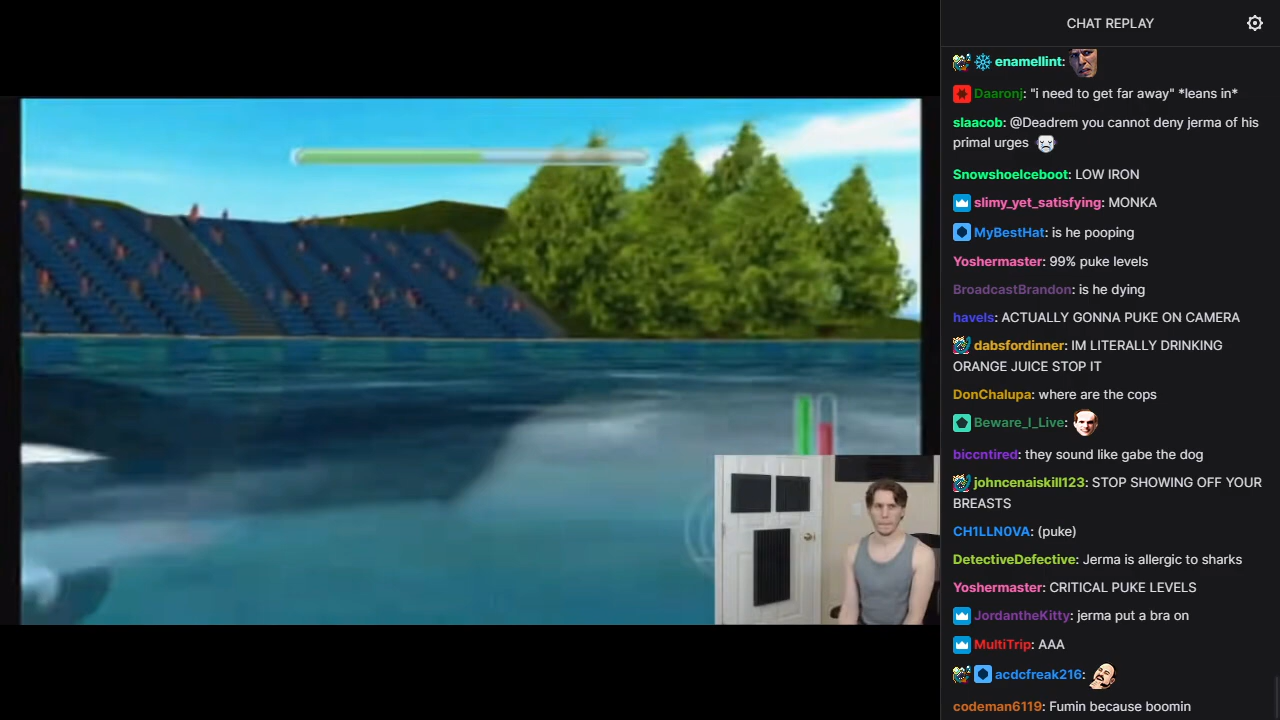 CHAT REPLAY
enamellint:
Daaronj: "i need to get far away" *leans in*
slaacob: @Deadrem you cannot deny jerma of his
primal urges
SnowshoeIceboot: LOW IRON
slimy_yet_satisfying: MONKA
MyBestHat: is he pooping
Yoshermaster: 99% puke levels
BroadcastBrandon: is he dying
havels: ACTUALLY GONNA PUKE ON CAMERA
dabsfordinner: IM LITERALLY DRINKING
ORANGE JUICE STOP IT
DonChalupa: where are the cops
Beware_I_Live:
biccntired: they sound like gabe the dog
johncenaiskill123: STOP SHOWING OFF YOUR
BREASTS
CH1LLN0VA: (puke)
DetectiveDefective: Jerma is allergic to sharks
Yoshermaster: CRITICAL PUKE LEVELS
JordantheKitty: jerma put a bra on
MultiTrip: AAA
acdcfreak216:
codeman6119: Fumin because boomin